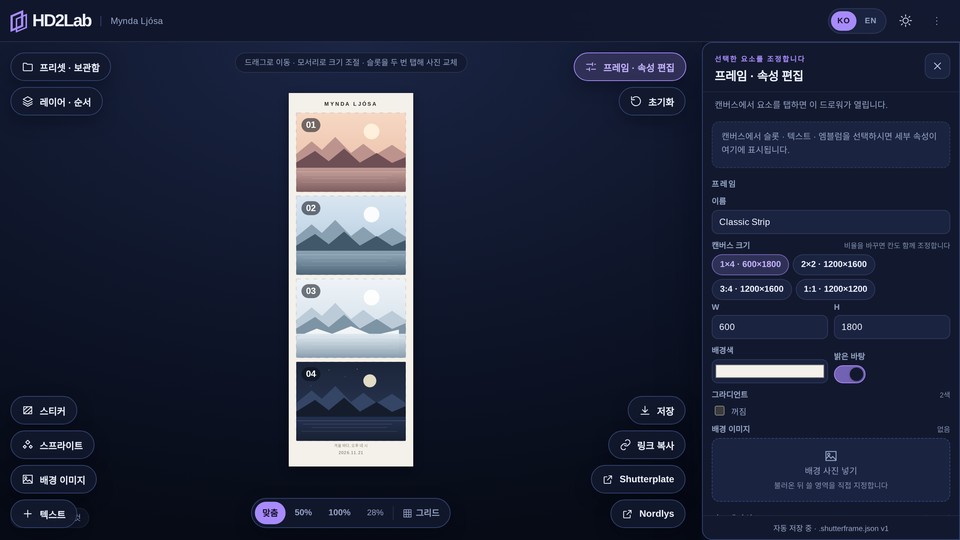 HD2Lab
Mynda Ljósa
KO
EN
프리셋 · 보관함
레이어 · 순서
드래그로 이동 · 모서리로 크기 조절 · 슬롯을 두 번 탭해 사진 교체
프레임 · 속성 편집
초기화
MYNDA LJÓSA
01
02
03
04
2024.11.21
스티커
스프라이트
배경 이미지
텍스트
맞춤
50%
100%
28%
그리드
저장
링크 복사
Shutterplate
Nordlys
선택한 요소를 조정합니다
프레임 · 속성 편집
캔버스에서 요소를 탭하면 이 드로워가 열립니다.
캔버스에서 슬롯 · 텍스트 · 엠블럼을 선택하시면 세부 속성이
여기에 표시됩니다.
프레임
이름
Classic Strip
캔버스 크기
비율을 바꾸면 칸도 함께 조정합니다
1×4 · 600×1800
2×2 · 1200×1600
3:4 · 1200×1600
1:1 · 1200×1200
W
H
600
1800
배경색
밝은 바탕
그라디언트
2색
꺼짐
배경 이미지
없음
배경 사진 넣기
불러온 뒤 쓸 영역을 직접 지정합니다
자동 저장 중 · .shutterframe.json v1